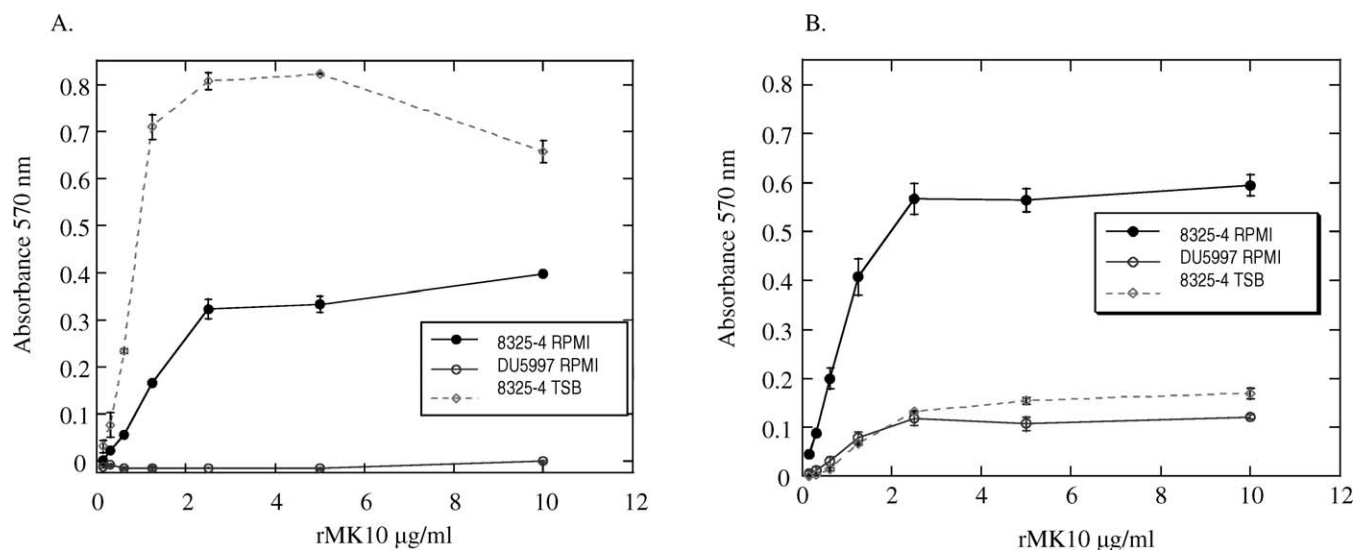 A.
Absorbance 570 nm
0.8
0.7
0.6
0.5
0.4
0.3
0.2
0.1
0
0 2 4 6 8 10 12
rMK10 µg/ml
8325-4 RPMI
DU5997 RPMI
8325-4 TSB
B.
Absorbance 570 nm
0.8
0.7
0.6
0.5
0.4
0.3
0.2
0.1
0
0 2 4 6 8 10 12
rMK10 µg/ml
8325-4 RPMI
DU5997 RPMI
8325-4 TSB